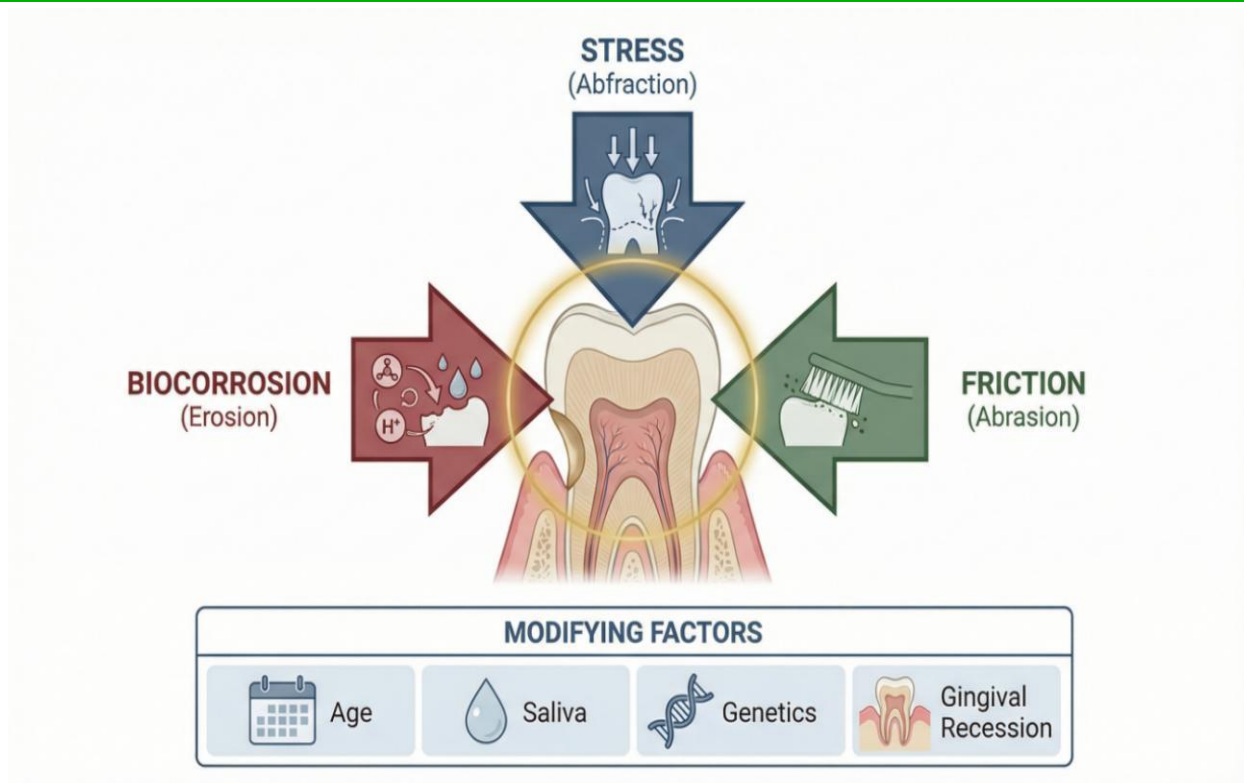 STRESS
(Abfraction)
BIOCORROSION
(Erosion)
H+
FRICTION
(Abrasion)
MODIFYING FACTORS
Age
Saliva
Genetics
Gingival
Recession